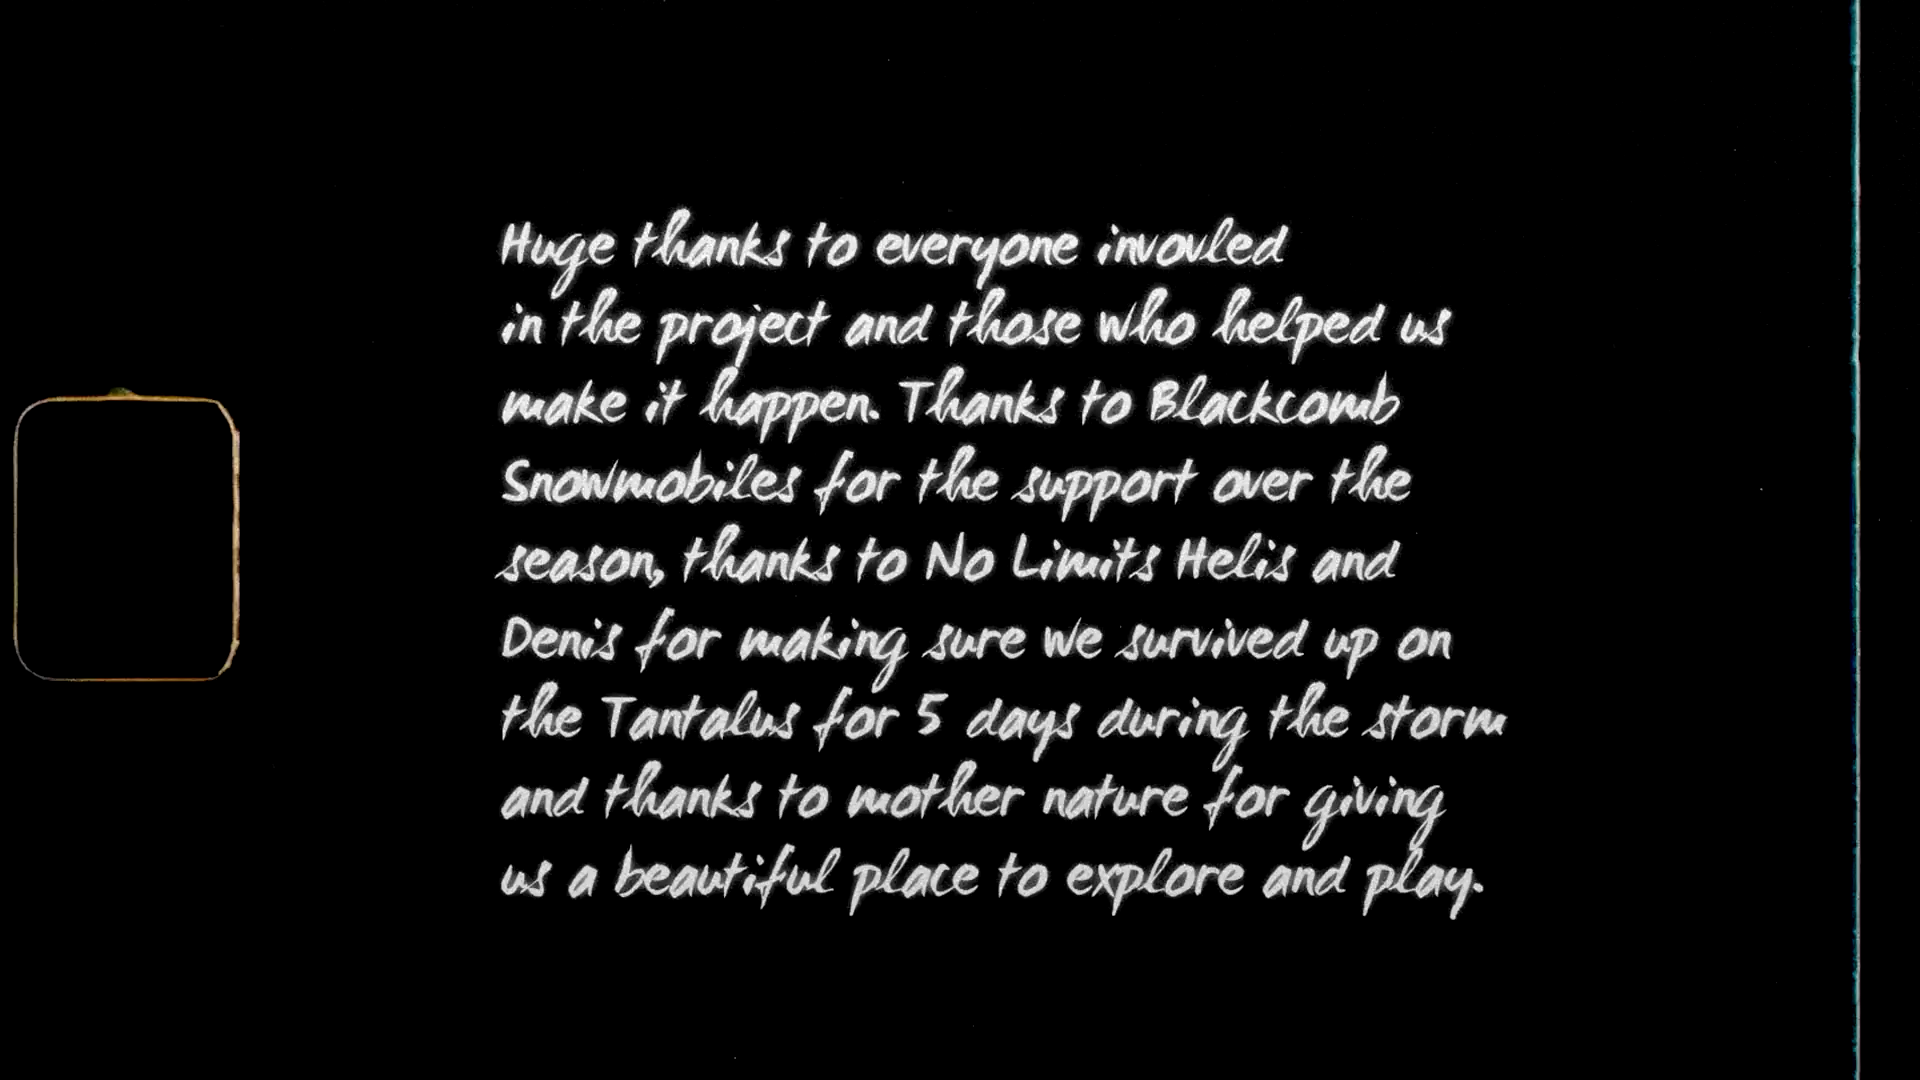 Huge thanks to everyone invovled
in the project and those who helped us
make it happen. Thanks to Blackcomb
Snowmobiles for the support over the
season, thanks to No Limits Helis and
Denis for making sure we survived up on
the Tantalus for 5 days during the storm
and thanks to mother nature for giving
us a beautiful place to explore and play.